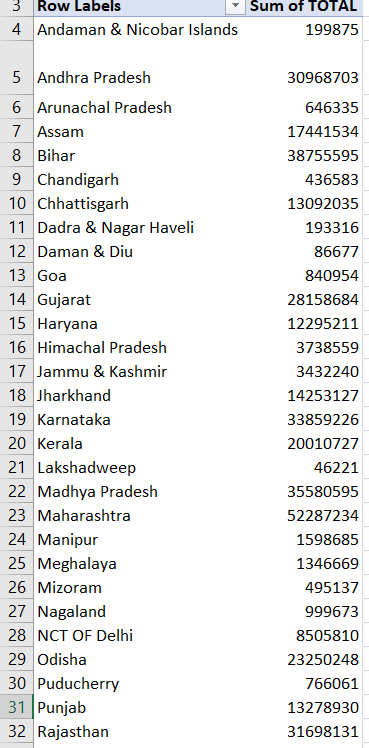 3 Row Labels Sum of TOTAL
4 Andaman & Nicobar Islands 199875
5 Andhra Pradesh 30968703
6 Arunachal Pradesh 646335
7 Assam 17441534
8 Bihar 38755595
9 Chandigarh 436583
10 Chhattisgarh 13092035
11 Dadra & Nagar Haveli 193316
12 Daman & Diu 86677
13 Goa 840954
14 Gujarat 28158684
15 Haryana 12295211
16 Himachal Pradesh 3738559
17 Jammu & Kashmir 3432240
18 Jharkhand 14253127
19 Karnataka 33859226
20 Kerala 20010727
21 Lakshadweep 46221
22 Madhya Pradesh 35580595
23 Maharashtra 52287234
24 Manipur 1598685
25 Meghalaya 1346669
26 Mizoram 495137
27 Nagaland 999673
28 NCT OF Delhi 8505810
29 Odisha 23250248
30 Puducherry 766061
31 Punjab 13278930
32 Rajasthan 31698131